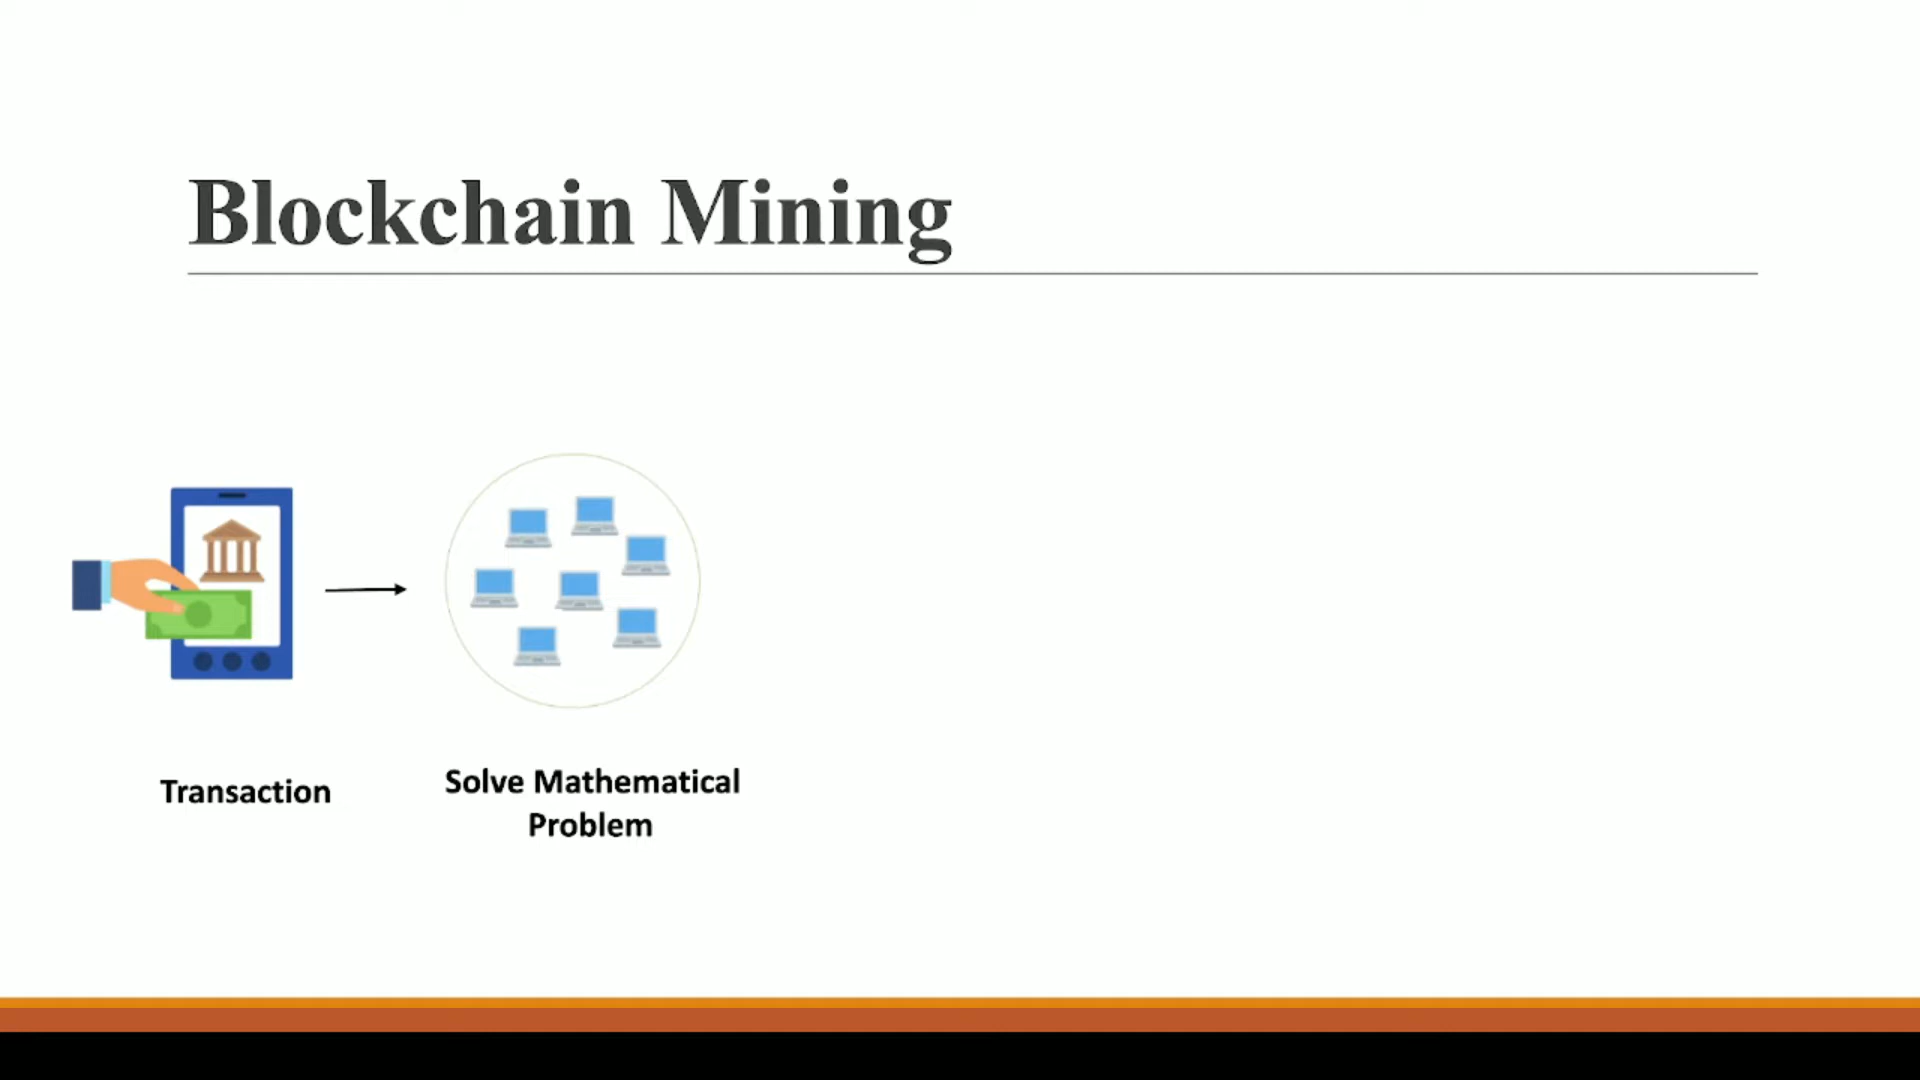 Blockchain Mining
Transaction
Solve Mathematical
Problem